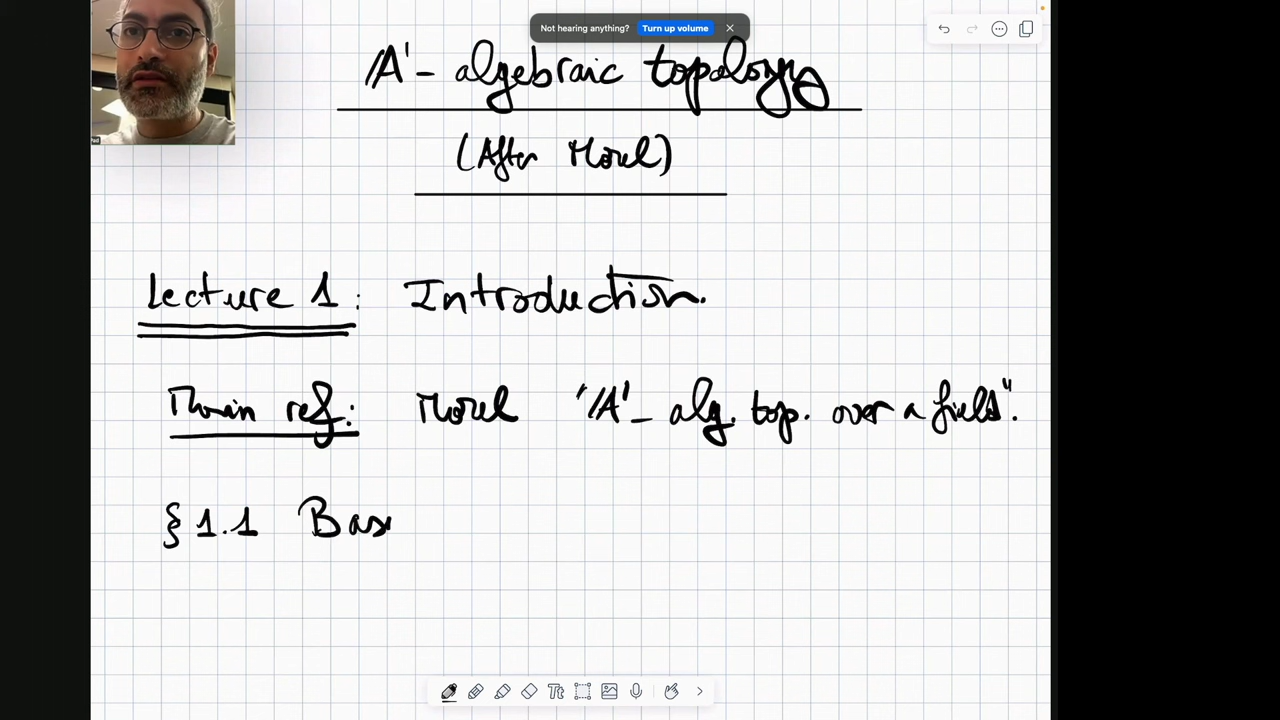 Not hearing anything? Turn up volume
A¹- algebraic topology
(After Morel)
Lecture 1: Introduction.
Main ref: Morel "A¹- alg. top. over a field".
§ 1.1 Bas
Tt